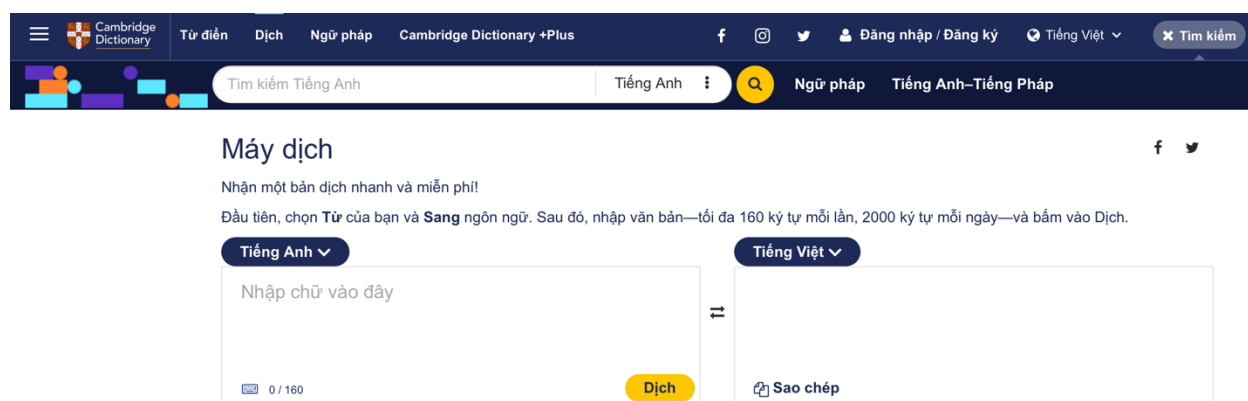 Cambridge Dictionary
Từ điển Dịch Ngữ pháp Cambridge Dictionary +Plus Đăng nhập / Đăng ký Tiếng Việt Tìm kiếm
Tìm kiếm Tiếng Anh Tiếng Anh Ngữ pháp Tiếng Anh–Tiếng Pháp
Máy dịch
Nhận một bản dịch nhanh và miễn phí!
Đầu tiên, chọn Từ của bạn và Sang ngôn ngữ. Sau đó, nhập văn bản—tối đa 160 ký tự mỗi lần, 2000 ký tự mỗi ngày—và bấm vào Dịch.
Tiếng Anh Tiếng Việt
Nhập chữ vào đây
0 / 160 Dịch Sao chép